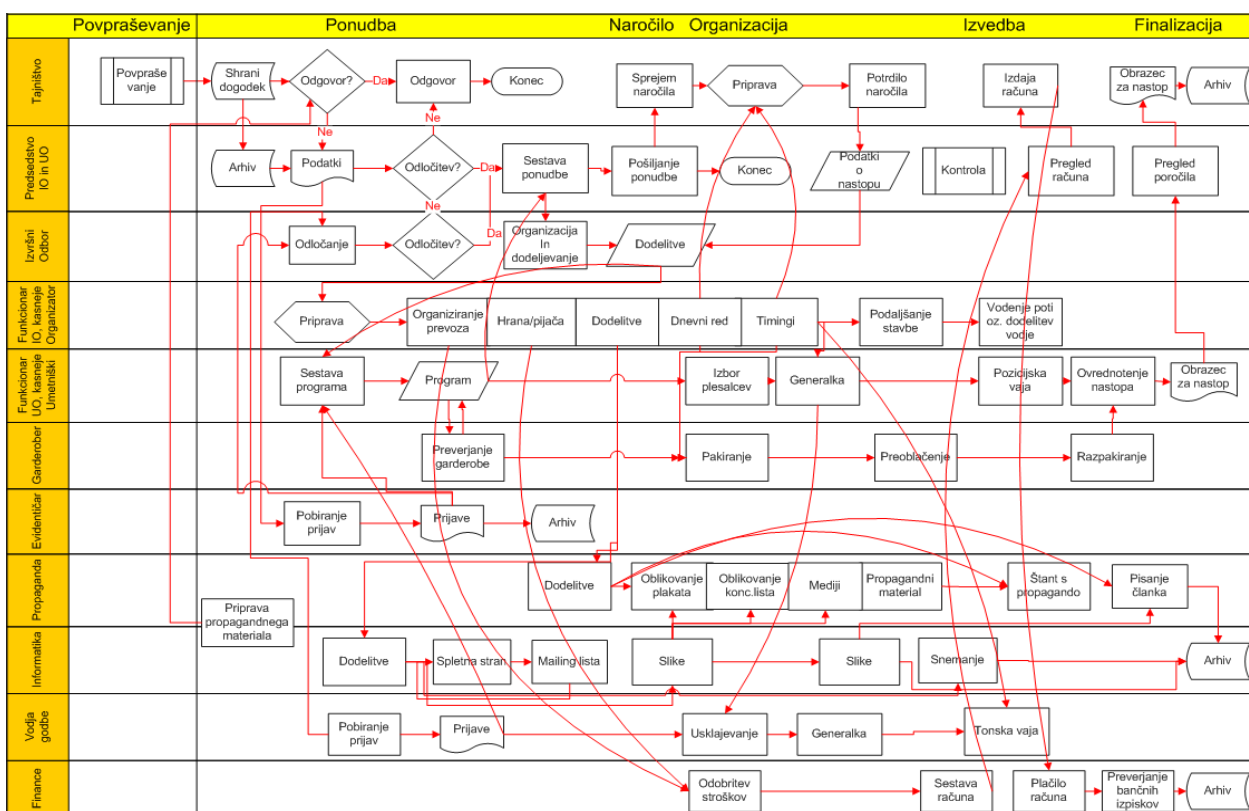 Povpraševanje
Ponudba
Naročilo
Organizacija
Izvedba
Finalizacija
Tajništvo
Povpraše
vanje
Shrani
dogodek
Odgovor?
Da
Odgovor
Konec
Sprejem
naročila
Priprava
Potrdilo
naročila
Izdaja
računa
Obrazec
za nastop
Arhiv
Ne
Ne
Predsedstvo
IO in UO
Arhiv
Podatki
Odločitev?
Da
Sestava
ponudbe
Pošiljanje
ponudbe
Konec
Podatki
o
nastopu
Kontrola
Pregled
računa
Pregled
poročila
Ne
Izvršni
Odbor
Odločanje
Odločitev?
Da
Organizacija
In
dodeljevanje
Dodelitve
Funkcionar
IO, kasneje
Organizator
Priprava
Organiziranje
prevoza
Hrana/pijača
Dodelitve
Dnevni red
Timingi
Podaljšanje
stavbe
Vodenje poti
oz. dodelitev
vodje
Funkcionar
UO, kasneje
Umetniški
Sestava
programa
Program
Izbor
plesalcev
Generalka
Pozicijska
vaja
Ovrednotenje
nastopa
Obrazec
za nastop
Garderober
Preverjanje
garderobe
Pakiranje
Preoblačenje
Razpakiranje
Evidentičar
Pobiranje
prijav
Prijave
Arhiv
Propaganda
Dodelitve
Oblikovanje
plakata
Oblikovanje
konc.lista
Mediji
Propagandni
material
Štant s
propagando
Pisanje
članka
Priprava
propagandnega
materiala
Informatika
Dodelitve
Spletna stran
Mailing lista
Slike
Slike
Snemanje
Arhiv
Vodja
godbe
Pobiranje
prijav
Prijave
Usklajevanje
Generalka
Tonska vaja
Finance
Odobritev
stroškov
Sestava
računa
Plačilo
računa
Preverjanje
bančnih
izpiskov
Arhiv